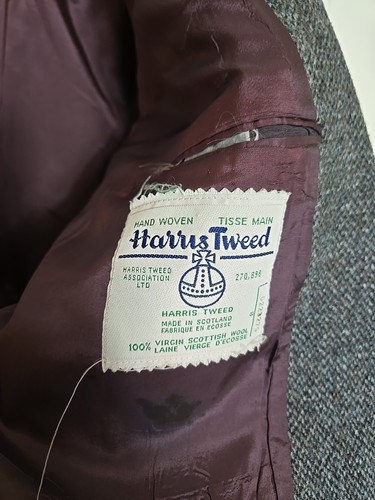 HAND WOVEN TISSE MAIN
Harris Tweed
HARRIS TWEED ASSOCIATION LTD
270,898
HARRIS TWEED
MADE IN SCOTLAND
FABRIQUE EN ECOSSE
100% VIRGIN SCOTTISH WOOL
LAINE VIERGE D'ECOSSE